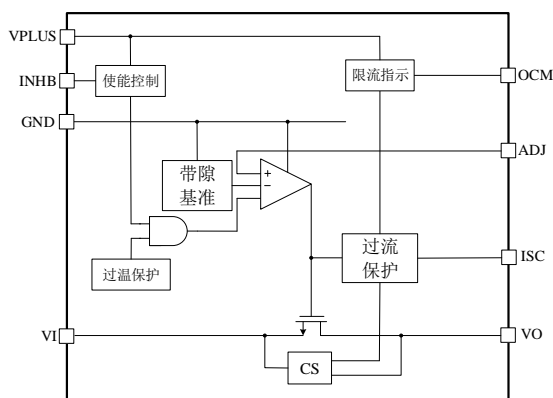 VPLUS
INHB
使能控制
限流指示
OCM
GND
ADJ
带隙
基准
+
−
过流
保护
ISC
过温保护
VI
VO
CS